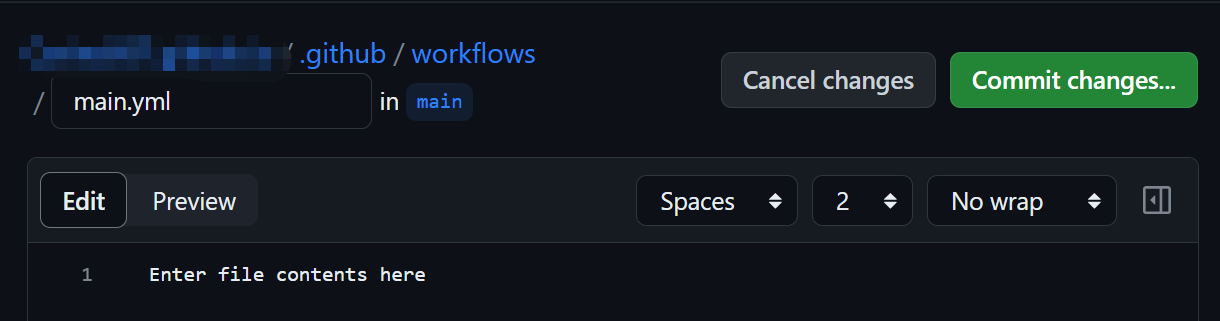 / .github / workflows
/ main.yml in main
Cancel changes
Commit changes...
Edit
Preview
Spaces
2
No wrap
1 Enter file contents here